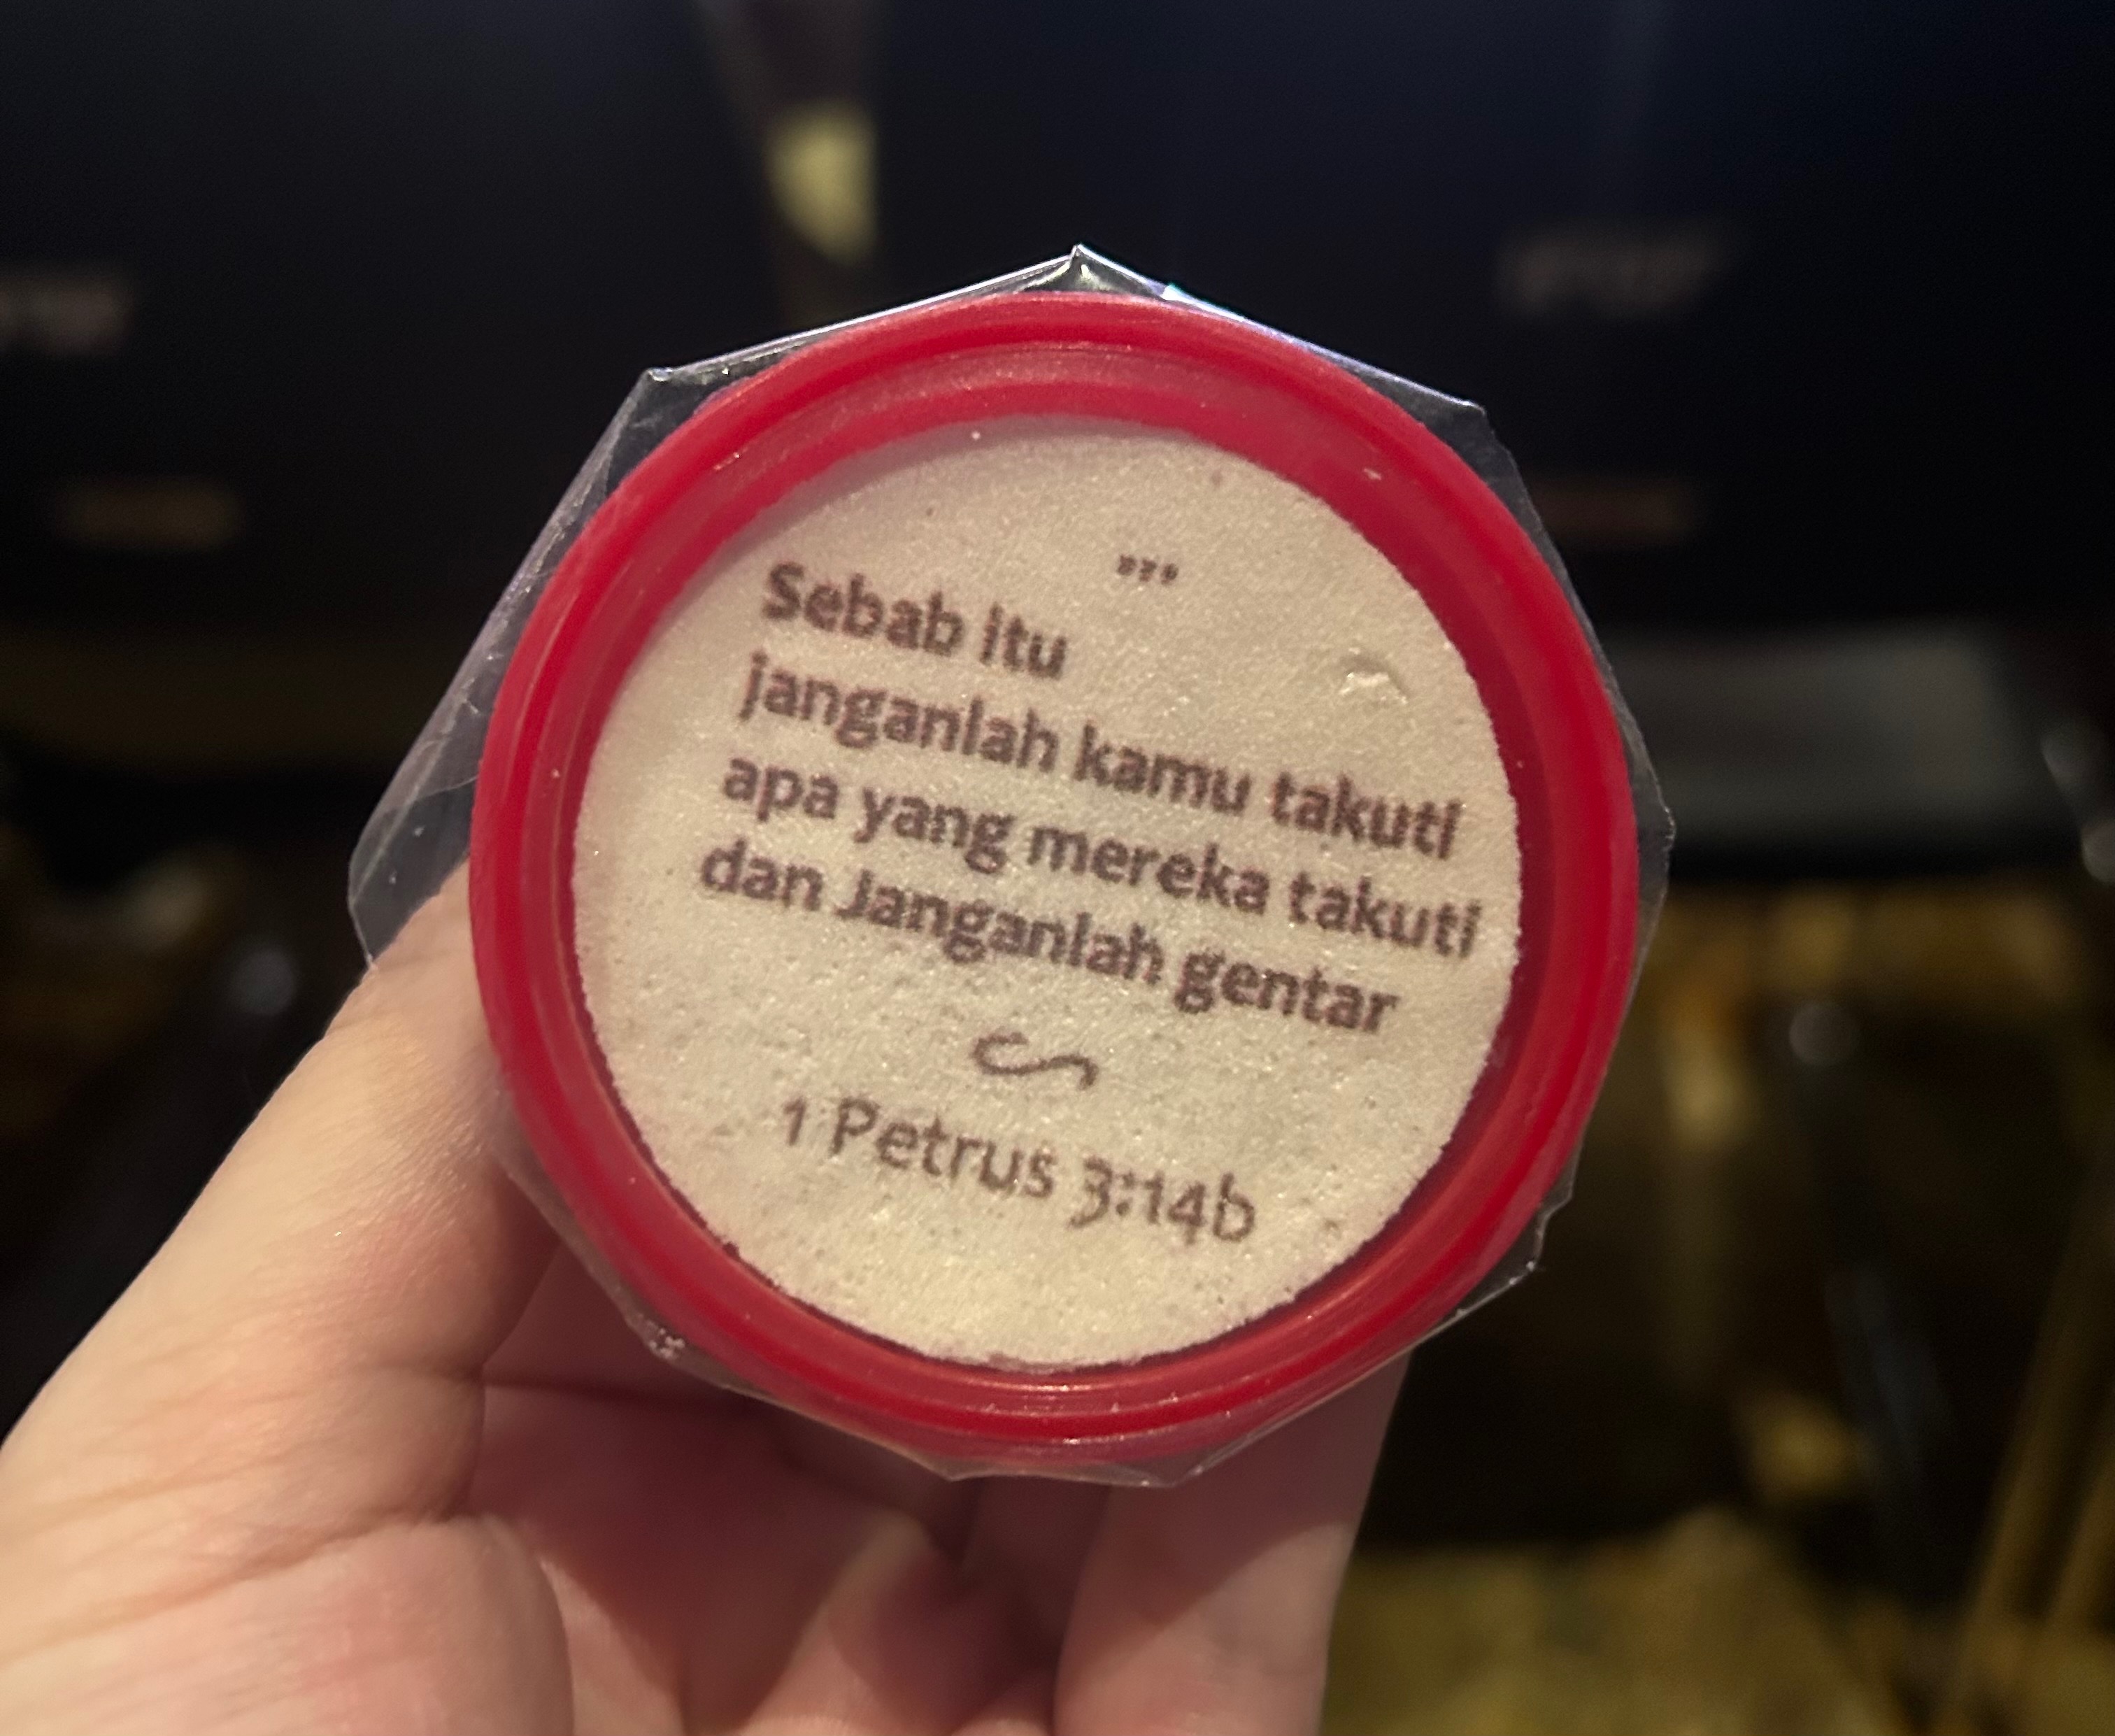 ,,,
Sebab itu
janganlah kamu takuti
apa yang mereka takuti
dan Janganlah gentar
1 Petrus 3:14b